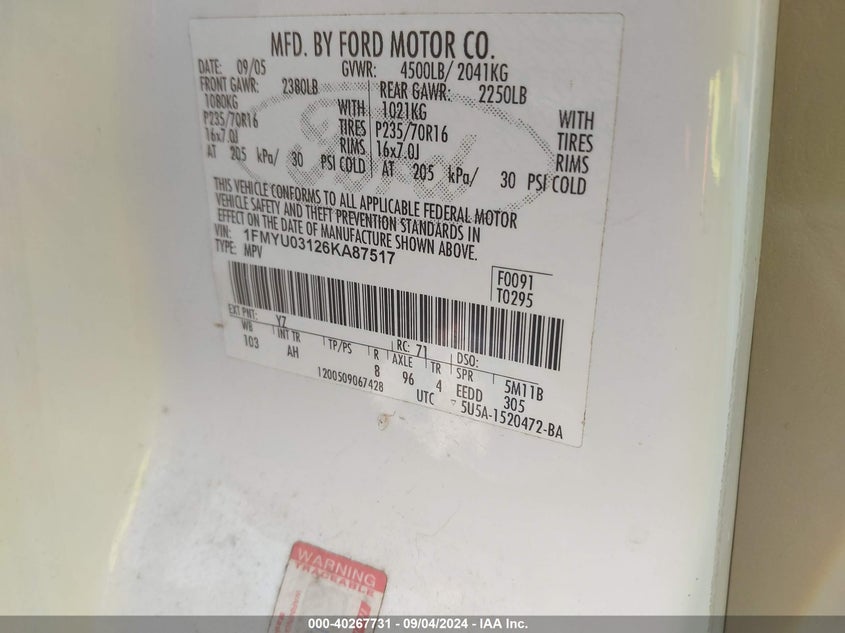 MFD. BY FORD MOTOR CO.
DATE: 09/05 GVWR: 4500LB/ 2041KG
FRONT GAWR: 2380LB REAR GAWR: 2250LB
1080KG WITH 1021KG WITH
P235/70R16 TIRES P235/70R16 TIRES
16x7.0J RIMS 16x7.0J RIMS
AT 205 kPa/ 30 PSI COLD AT 205 kPa/ 30 PSI COLD
THIS VEHICLE CONFORMS TO ALL APPLICABLE FEDERAL MOTOR
VEHICLE SAFETY AND THEFT PREVENTION STANDARDS IN
EFFECT ON THE DATE OF MANUFACTURE SHOWN ABOVE.
VIN: 1FMYU03126KA87517
TYPE: MPV
F0091
T0295
EXT PNT: YZ RC: 71 DSO:
WB INT TR TP/PS R AXLE TR SPR 5M11B
103 AH 8 96 4 EEDD 305
1200509067428 UTC 5U5A-1520472-BA
Ford
WARNING
TRACEABLE
000-40267731 - 09/04/2024 - IAA Inc.